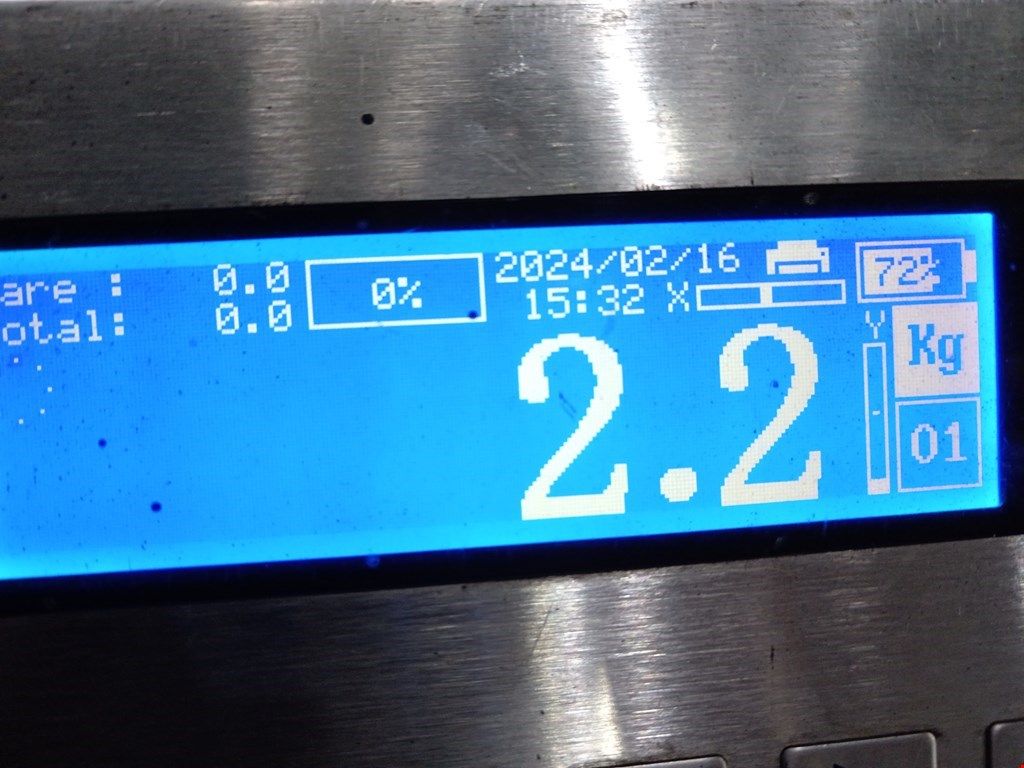 are : 0.0 0% 2024/02/16 72%
otal: 0.0 15:32 X
Y
Kg
2.2
01